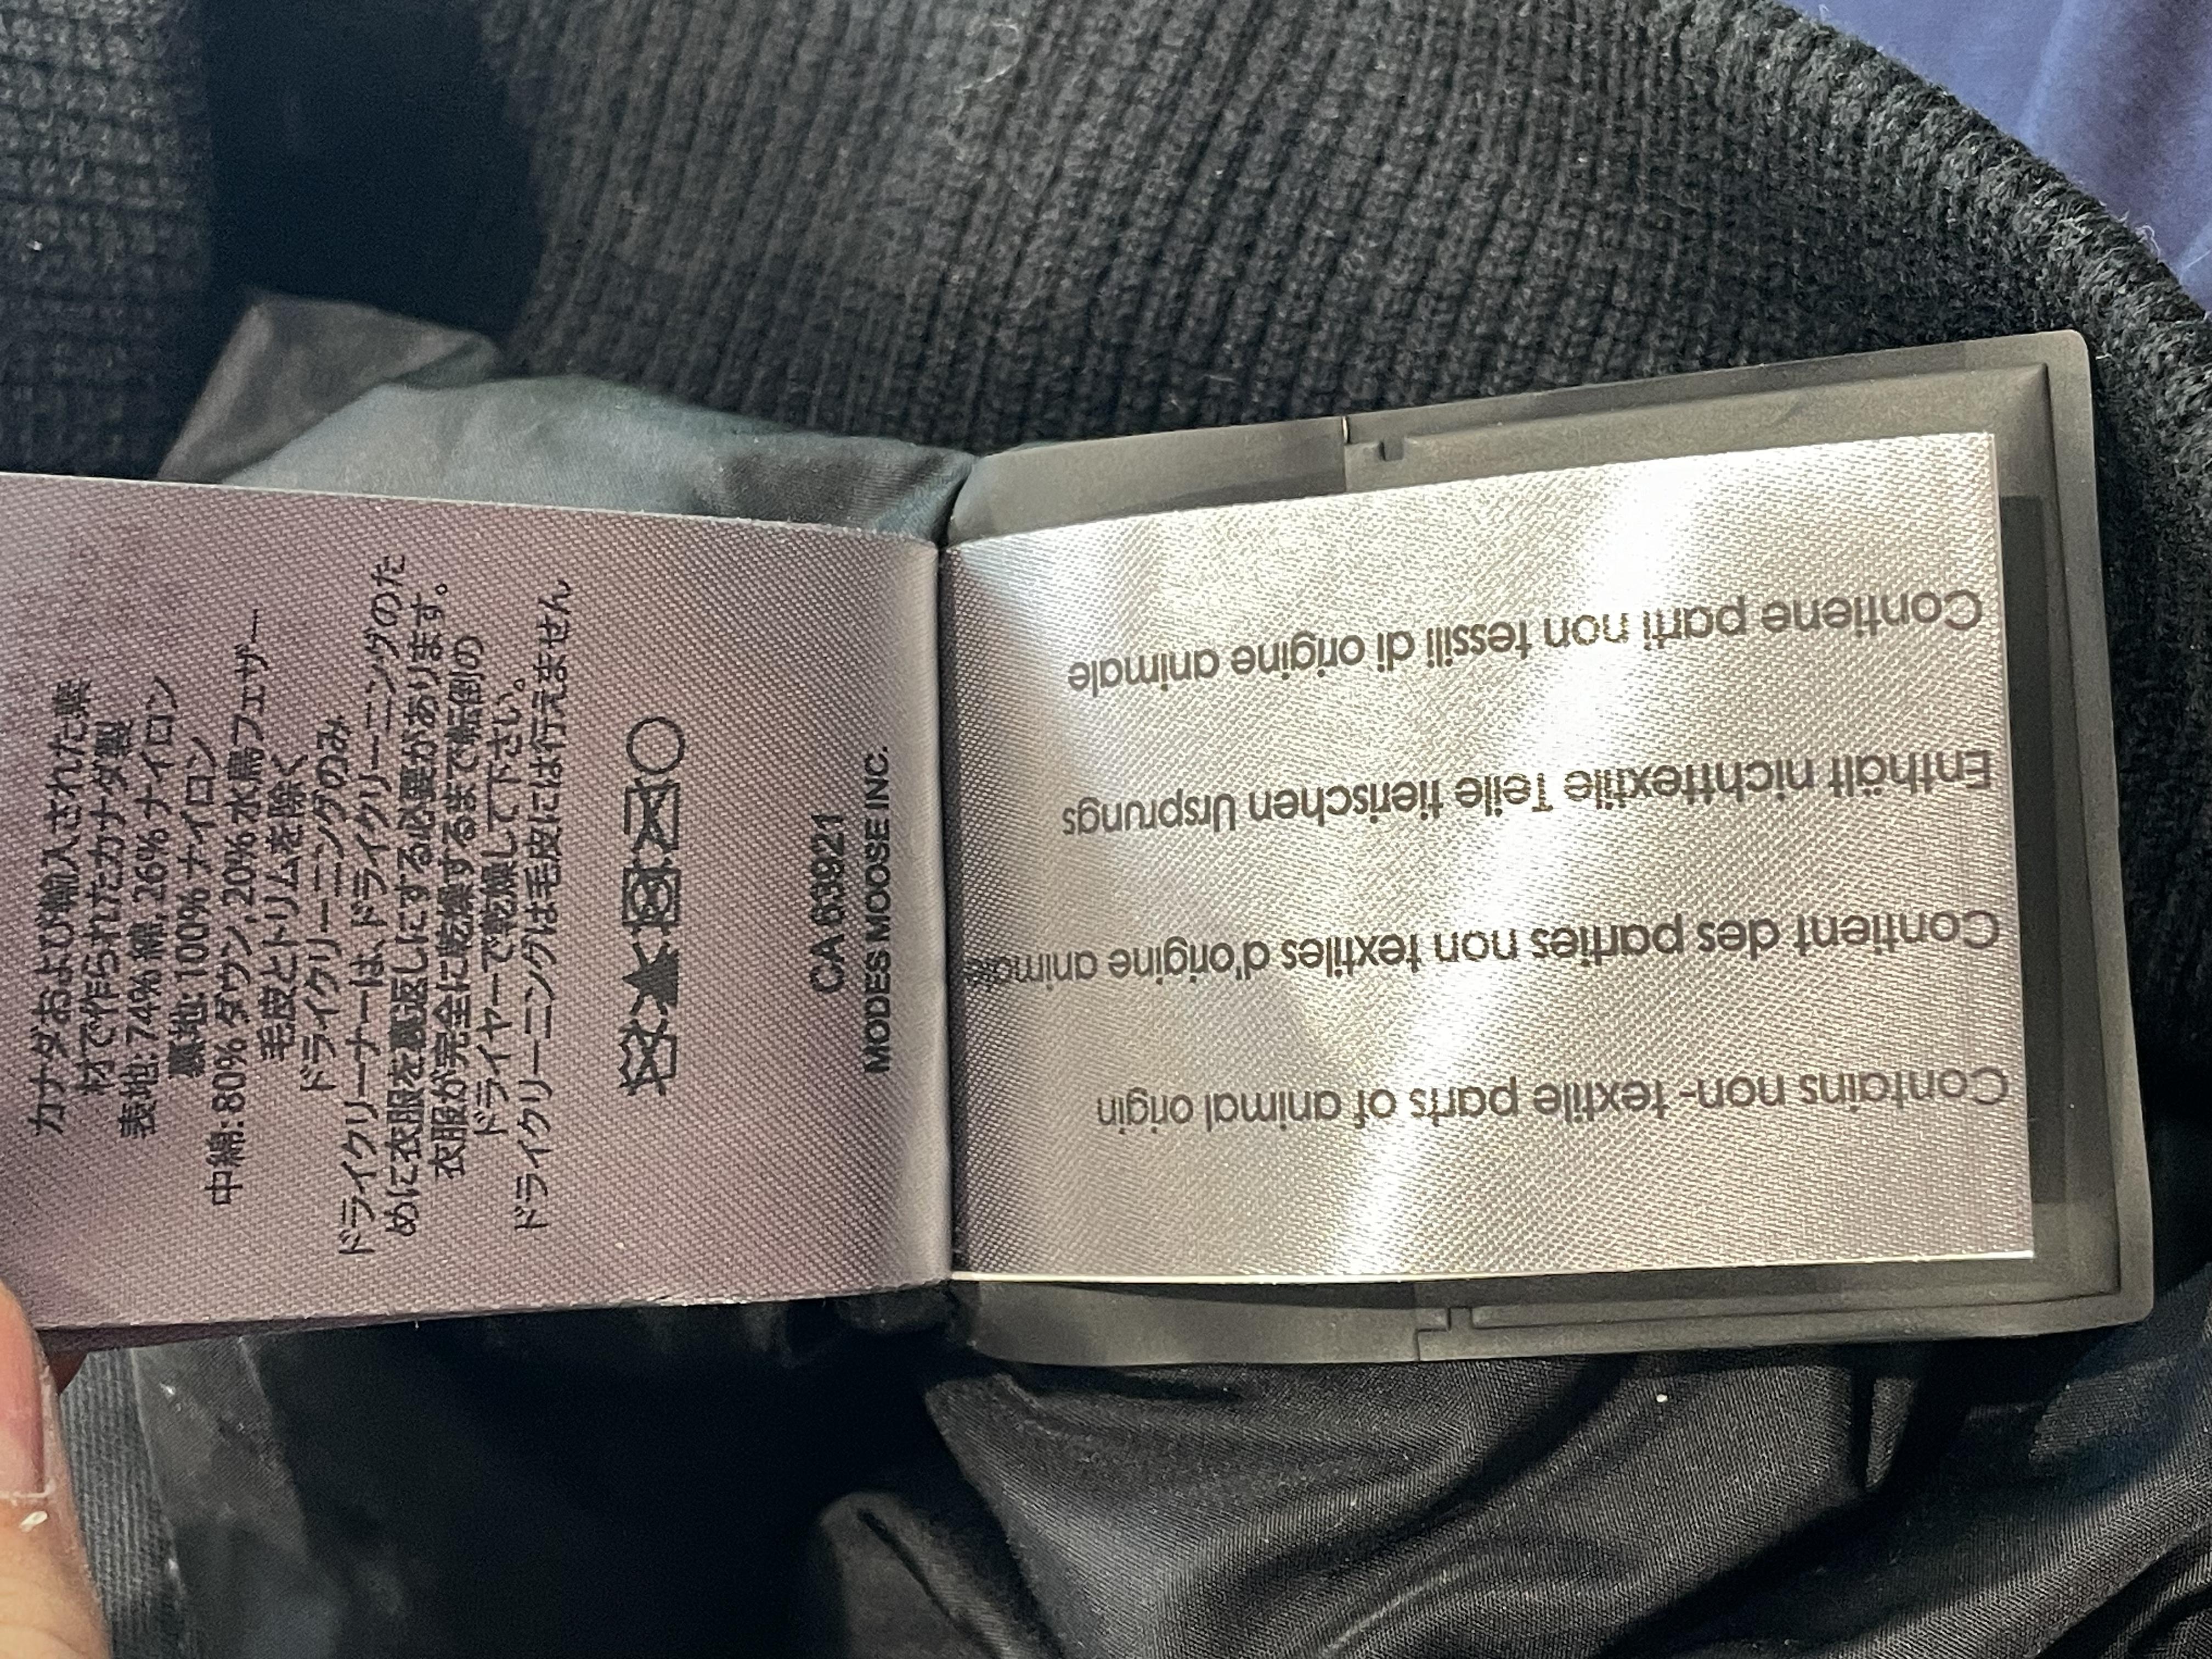 カナダおよび輸入された素
材で作られたカナダ製
表地: 74% 綿, 26% ナイロン
裏地: 100% ナイロン
中綿: 80% ダウン, 20% 水鳥フェザー
毛皮とトリムを除く
ドライクリーニングのみ
ドライクリーナーは、ドライクリーニングのた
めに衣服を裏返しにする必要があります。
衣服が完全に乾燥するまで転倒の
ドライヤーで乾燥して下さい。
ドライクリーニングは毛皮には行えません
CA 63921
MODES MOOSE INC.
Contains non- textile parts of animal origin
Contient des parties non textiles d'origine animale
Enthält nichttextile Teile tierischen Ursprungs
Contiene parti non tessili di origine animale